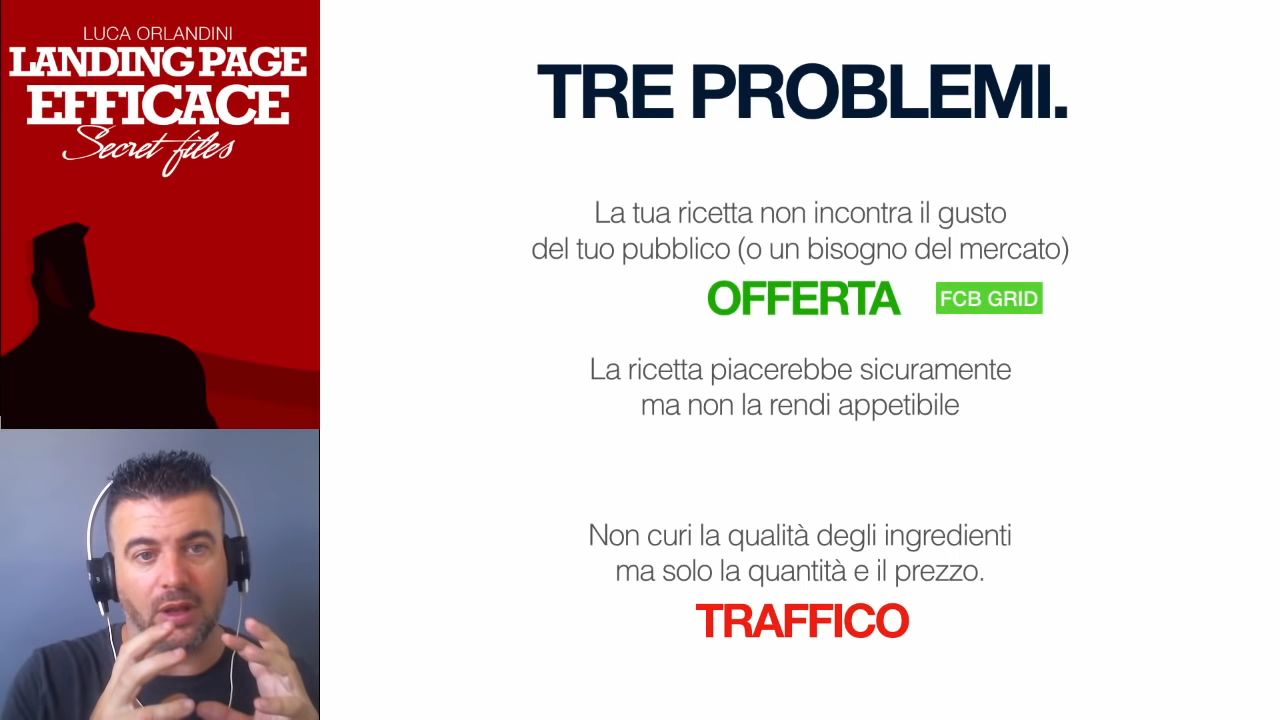 LUCA ORLANDINI
LANDING PAGE
EFFICACE
Secret files
TRE PROBLEMI.
La tua ricetta non incontra il gusto
del tuo pubblico (o un bisogno del mercato)
OFFERTA FCB GRID
La ricetta piacerebbe sicuramente
ma non la rendi appetibile
Non curi la qualità degli ingredienti
ma solo la quantità e il prezzo.
TRAFFICO